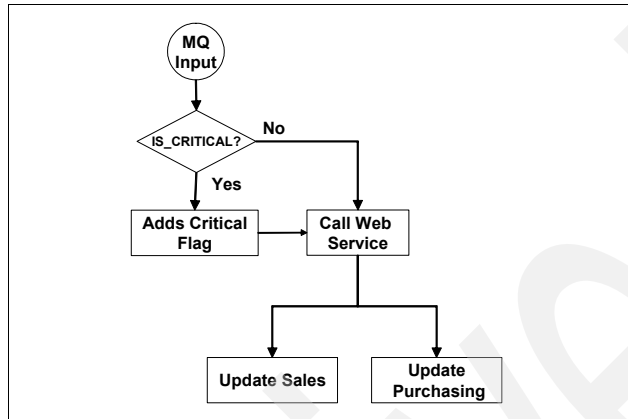 MQ
Input
IS_CRITICAL?
No
Yes
Adds Critical
Flag
Call Web
Service
Update Sales
Update
Purchasing